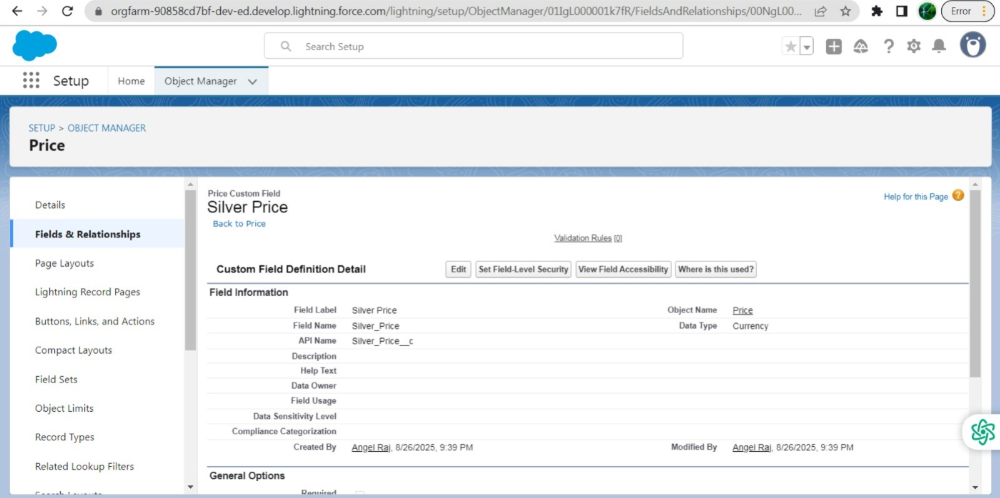 orgfarm-90858cd7bf-dev-ed.develop.lightning.force.com/lightning/setup/ObjectManager/01IgL000001k7fR/FieldsAndRelationships/00NgL00...
Error
Search Setup
Setup
Home
Object Manager
SETUP > OBJECT MANAGER
Price
Details
Fields & Relationships
Page Layouts
Lightning Record Pages
Buttons, Links, and Actions
Compact Layouts
Field Sets
Object Limits
Record Types
Related Lookup Filters
Search Layouts
Price Custom Field
Silver Price
Back to Price
Help for this Page
Validation Rules [0]
Custom Field Definition Detail
Edit
Set Field-Level Security
View Field Accessibility
Where is this used?
Field Information
Field Label Silver Price
Object Name Price
Field Name Silver_Price
Data Type Currency
API Name Silver_Price__c
Description
Help Text
Data Owner
Field Usage
Data Sensitivity Level
Compliance Categorization
Created By Angel Raj, 8/26/2025, 9:39 PM
Modified By Angel Raj, 8/26/2025, 9:39 PM
General Options
Required